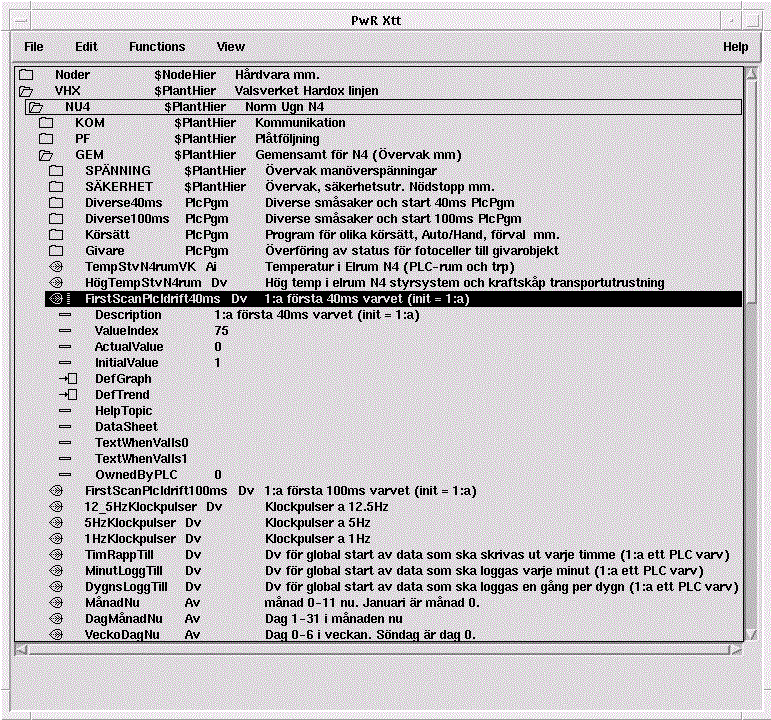 PwR Xtt
File Edit Functions View Help
Noder $NodeHier Hårdvara mm.
VHX $PlantHier Valsverket Hardox linjen
NU4 $PlantHier Norm Ugn N4
KOM $PlantHier Kommunikation
PF $PlantHier Plåtföljning
GEM $PlantHier Gemensamt för N4 (Övervak mm)
SPÄNNING $PlantHier Övervak manöverspänningar
SÄKERHET $PlantHier Övervak, säkerhetsutr. Nödstopp mm.
Diverse40ms PlcPgm Diverse småsaker och start 40ms PlcPgm
Diverse100ms PlcPgm Diverse småsaker och start 100ms PlcPgm
Körsätt PlcPgm Program för olika körsätt, Auto/Hand, förval mm.
Givare PlcPgm Överföring av status för fotoceller till givarobjekt
TempStvN4rumVK Ai Temperatur i Elrum N4 (PLC-rum och trp)
HögTempStvN4rum Dv Hög temp i elrum N4 styrsystem och kraftskåp transportutrustning
FirstScanPlcIdrift40ms Dv 1:a första 40ms varvet (init = 1:a)
Description 1:a första 40ms varvet (init = 1:a)
ValueIndex 75
ActualValue 0
InitialValue 1
DefGraph
DefTrend
HelpTopic
DataSheet
TextWhenValIs0
TextWhenValIs1
OwnedByPLC 0
FirstScanPlcIdrift100ms Dv 1:a första 100ms varvet (init = 1:a)
12_5HzKlockpulser Dv Klockpulser a 12.5Hz
5HzKlockpulser Dv Klockpulser a 5Hz
1HzKlockpulser Dv Klockpulser a 1Hz
TimRappTill Dv Dv för global start av data som ska skrivas ut varje timme (1:a ett PLC varv)
MinutLoggTill Dv Dv för global start av data som ska loggas varje minut (1:a ett PLC varv)
DygnsLoggTill Dv Dv för global start av data som ska loggas en gång per dygn (1:a ett PLC varv)
MånadNu Av månad 0-11 nu. Januari är månad 0.
DagMånadNu Av Dag 1-31 i månaden nu
VeckoDagNu Av Dag 0-6 i veckan. Söndag är dag 0.